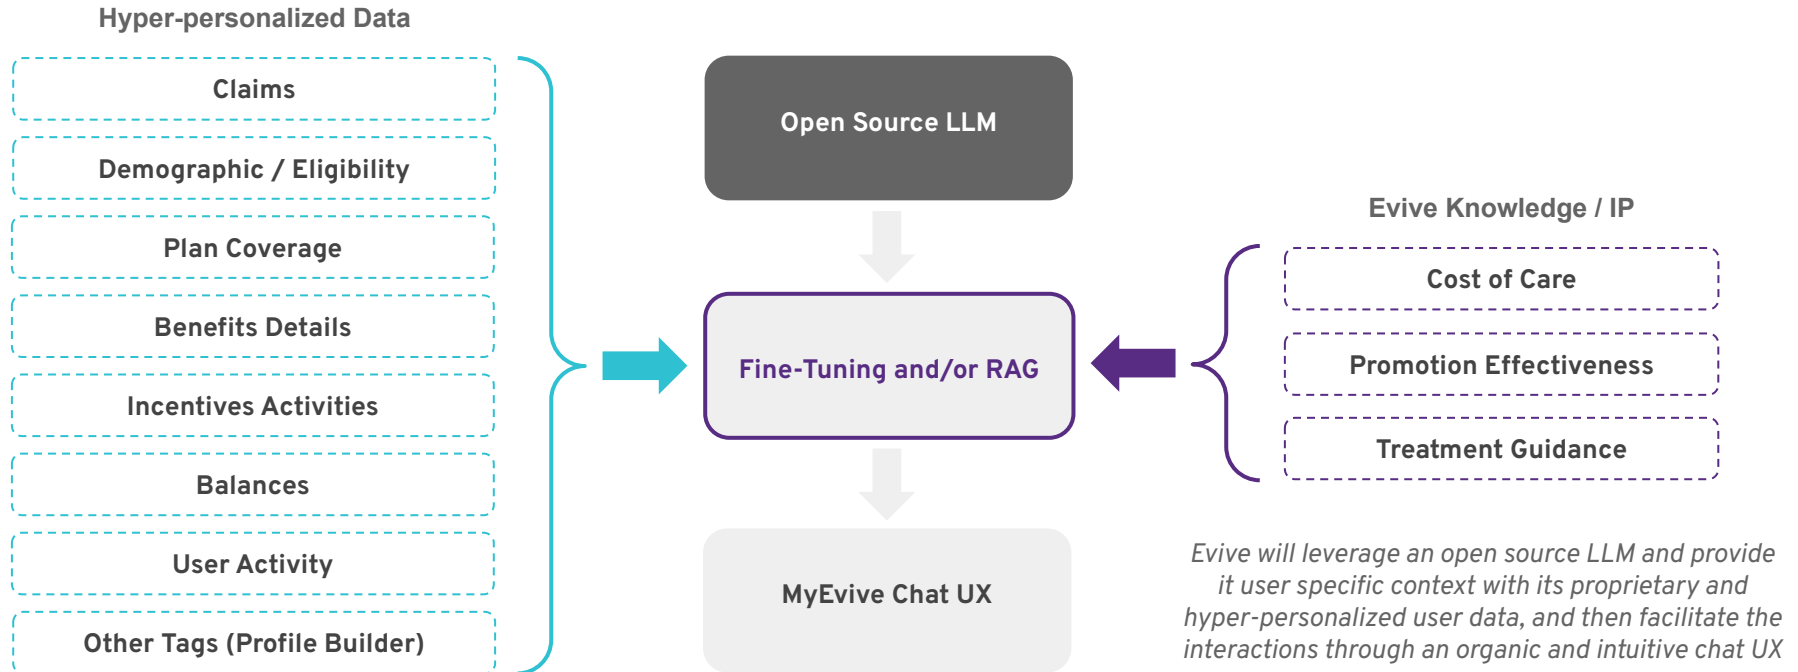 Hyper-personalized Data
Claims
Demographic / Eligibility
Plan Coverage
Benefits Details
Incentives Activities
Balances
User Activity
Other Tags (Profile Builder)
Open Source LLM
Fine-Tuning and/or RAG
MyEvive Chat UX
Evive Knowledge / IP
Cost of Care
Promotion Effectiveness
Treatment Guidance
Evive will leverage an open source LLM and provide
it user specific context with its proprietary and
hyper-personalized user data, and then facilitate the
interactions through an organic and intuitive chat UX